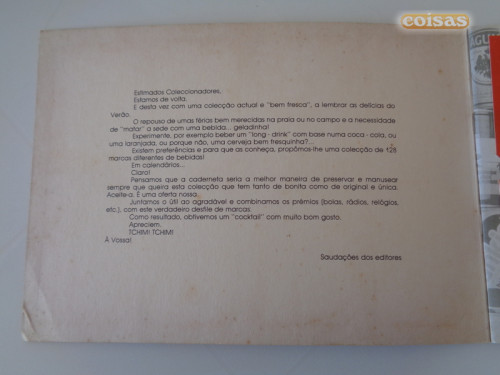 coisas
Estimados Coleccionadores,
Estamos de volta.
E desta vez com uma colecção actual e "bem fresca", a lembrar as delícias do
Verão.
O repouso de umas férias bem merecidas na praia ou no campo e a necessidade
de "matar" a sede com uma bebida... geladinha!
Experimente, por exemplo beber um "long - drink" com base numa coca - cola, ou
uma laranjada, ou porque não, uma cerveja bem fresquinha?...
Existem preferências e para que as conheça, propômos-lhe uma colecção de 128
marcas diferentes de bebidas!
Em calendários...
Claro!
Pensamos que a caderneta seria a melhor maneira de preservar e manusear
sempre que queira esta colecção que tem tanto de bonita como de original e única.
Aceite-a. É uma oferta nossa.
Juntamos o útil ao agradável e combinamos os prémios (bolas, rádios, relógios,
etc.), com este verdadeiro desfile de marcas.
Como resultado, obtivemos um "cocktail" com muito bom gosto.
Apreciem.
TCHIM! TCHIM!
À Vossa!
Saudações dos editores